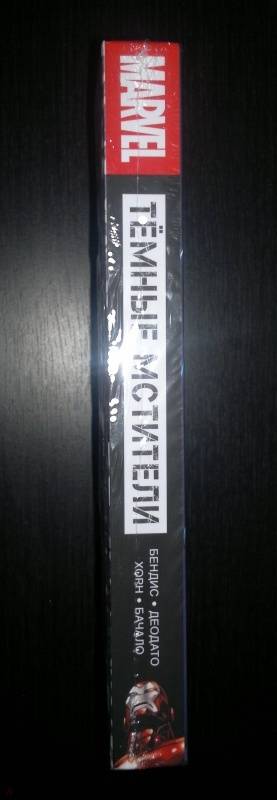 MARVEL
ТЁМНЫЕ МСТИТЕЛИ
БЕНДИС • ДЕОДАТО
ХОРН • БАЧАЛО